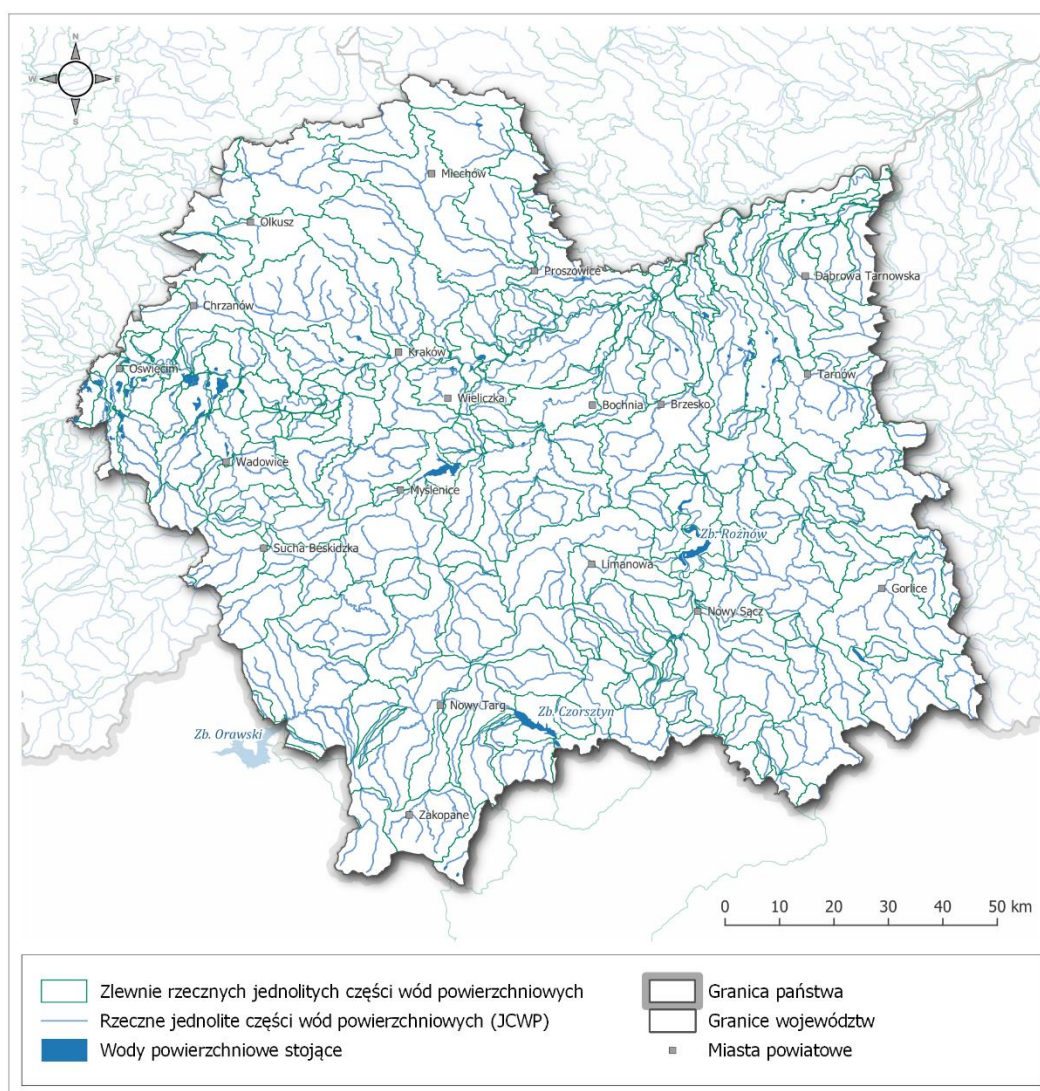 N
W
E
S
Miechów
Olkusz
Proszowice
Dąbrowa Tarnowska
Chrzanów
Kraków
Oświęcim
Tarnów
Wieliczka
Bochnia
Brzesko
Wadowice
Myślenice
Zb. Rożnów
Sucha Beskidzka
Limanowa
Gorlice
Nowy Sącz
Nowy Targ
Zb. Czorsztyn
Zb. Orawski
Zakopane
0 10 20 30 40 50 km
Zlewnie rzecznych jednolitych części wód powierzchniowych
Granica państwa
Rzeczne jednolite części wód powierzchniowych (JCWP)
Granice województw
Wody powierzchniowe stojące
Miasta powiatowe